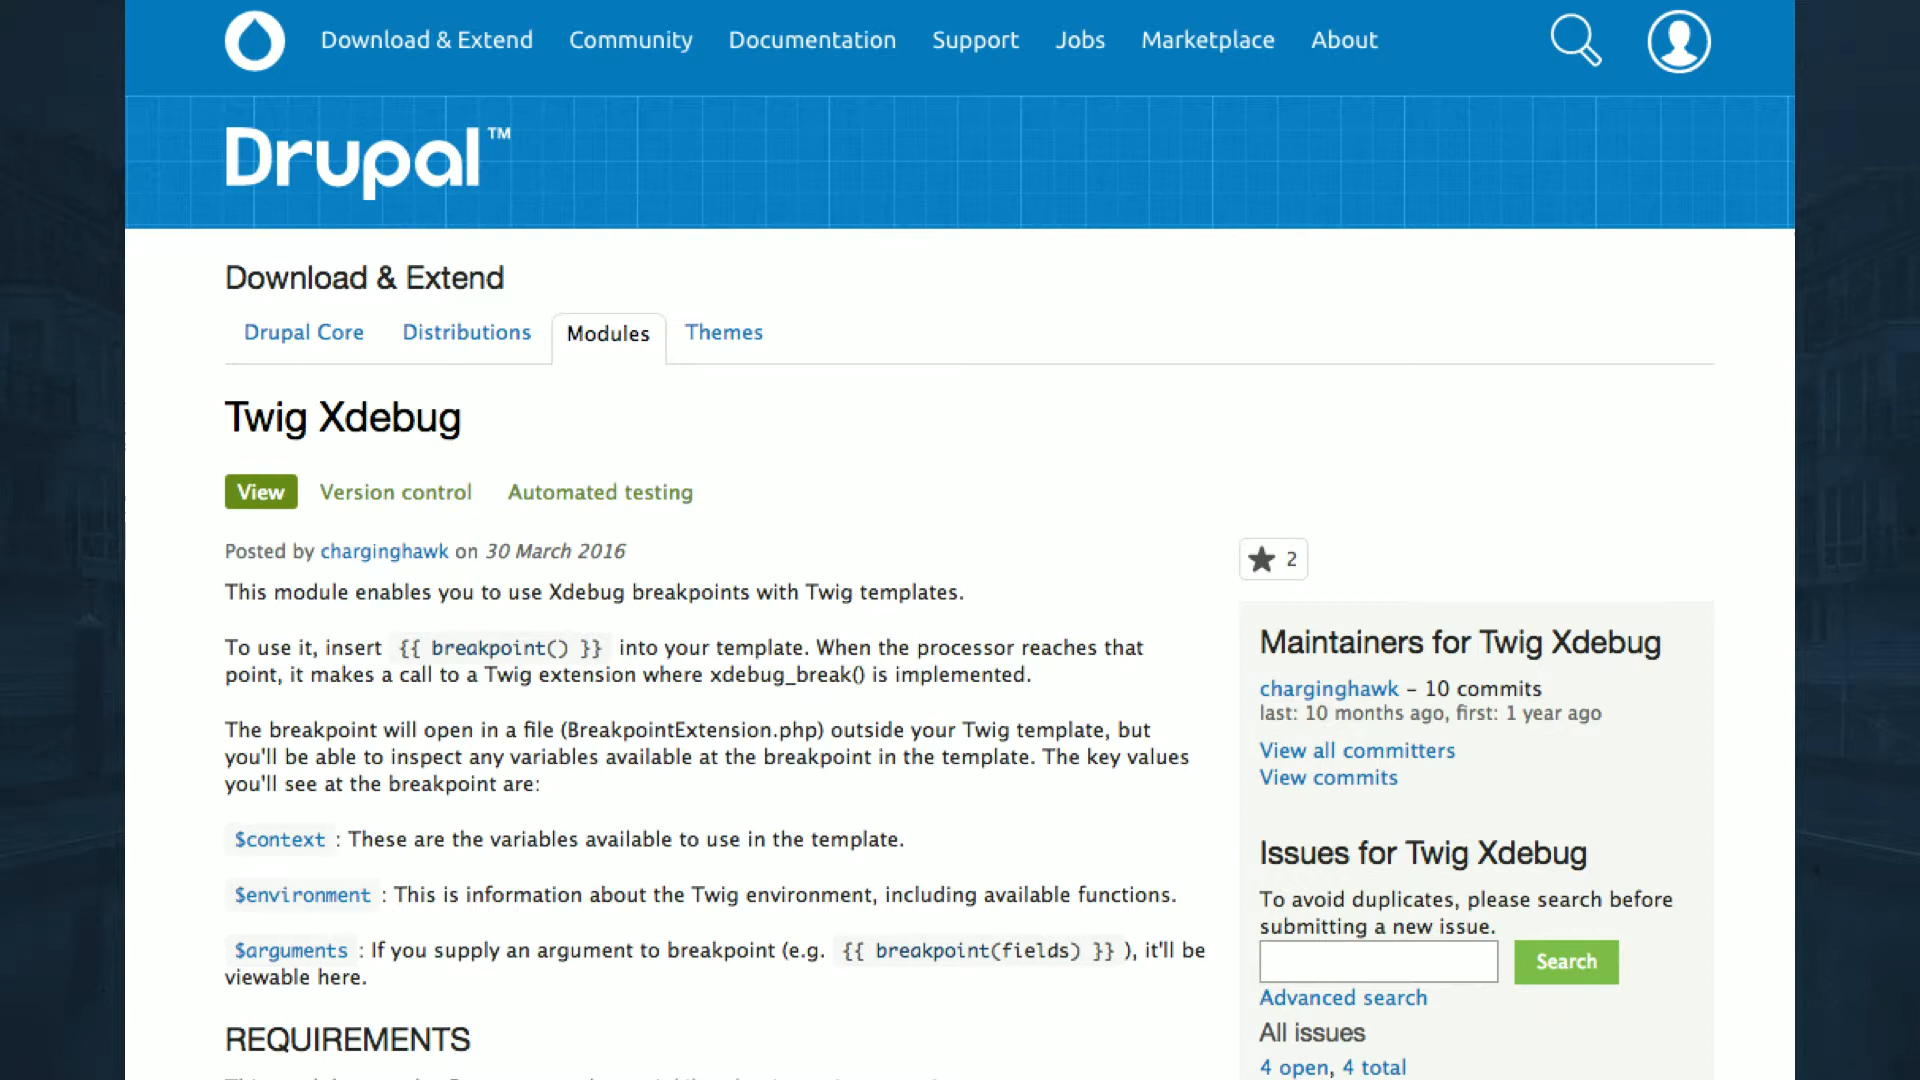 Download & Extend Community Documentation Support Jobs Marketplace About
Drupal™
Download & Extend
Drupal Core Distributions Modules Themes
Twig Xdebug
View Version control Automated testing
Posted by charginghawk on 30 March 2016
This module enables you to use Xdebug breakpoints with Twig templates.
To use it, insert {{ breakpoint() }} into your template. When the processor reaches that
point, it makes a call to a Twig extension where xdebug_break() is implemented.
The breakpoint will open in a file (BreakpointExtension.php) outside your Twig template, but
you'll be able to inspect any variables available at the breakpoint in the template. The key values
you'll see at the breakpoint are:
$context : These are the variables available to use in the template.
$environment : This is information about the Twig environment, including available functions.
$arguments : If you supply an argument to breakpoint (e.g. {{ breakpoint(fields) }} ), it'll be
viewable here.
REQUIREMENTS
2
Maintainers for Twig Xdebug
charginghawk – 10 commits
last: 10 months ago, first: 1 year ago
View all committers
View commits
Issues for Twig Xdebug
To avoid duplicates, please search before
submitting a new issue.
Search
Advanced search
All issues
4 open, 4 total